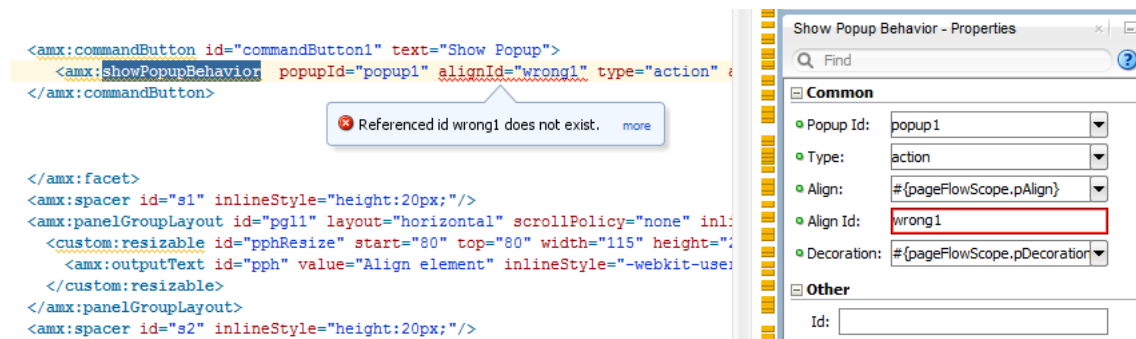 <amx:commandButton id="commandButton1" text="Show Popup">
<amx:showPopupBehavior popupId="popup1" alignId="wrong1" type="action" a
</amx:commandButton>
Referenced id wrong1 does not exist. more
</amx:facet>
<amx:spacer id="s1" inlineStyle="height:20px;"/>
<amx:panelGroupLayout id="pgl1" layout="horizontal" scrollPolicy="none" inl
<custom:resizable id="pphResize" start="80" top="80" width="115" height="2
<amx:outputText id="pph" value="Align element" inlineStyle="-webkit-use
</custom:resizable>
</amx:panelGroupLayout>
<amx:spacer id="s2" inlineStyle="height:20px;"/>
Show Popup Behavior - Properties
Find
Common
Popup Id: popup1
Type: action
Align: #{pageFlowScope.pAlign}
Align Id: wrong1
Decoration: #{pageFlowScope.pDecoration
Other
Id: